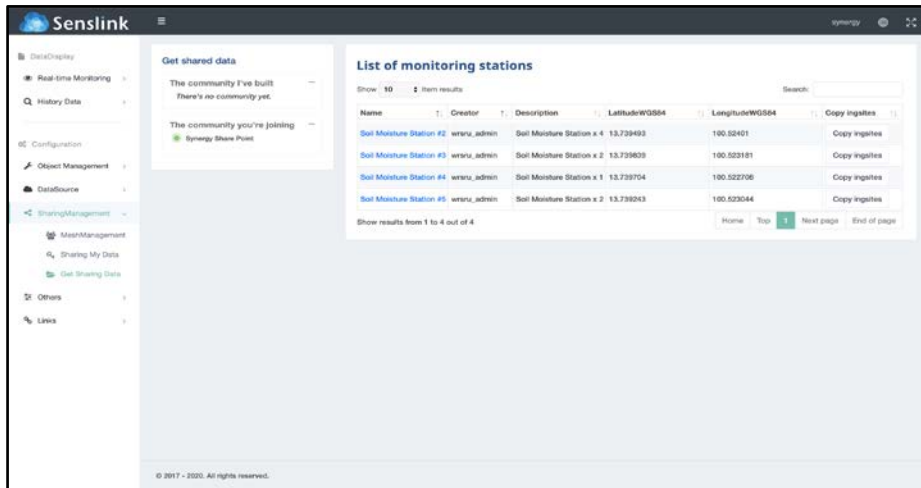 Senslink
synergy
DataDisplay
Real-time Monitoring
History Data
Configuration
Object Management
DataSource
SharingManagement
MeshManagement
Sharing My Data
Get Sharing Data
Others
Links
Get shared data
The community I've built
There's no community yet.
The community you're joining
Synergy Share Point
List of monitoring stations
Show 10 item results
Search:
Name Creator Description LatitudeWGS84 LongitudeWGS84 Copy ingsites
Soil Moisture Station #2 wrsru_admin Soil Moisture Station x 4 13.739493 100.52401 Copy ingsites
Soil Moisture Station #3 wrsru_admin Soil Moisture Station x 2 13.739809 100.523181 Copy ingsites
Soil Moisture Station #4 wrsru_admin Soil Moisture Station x 1 13.739704 100.522706 Copy ingsites
Soil Moisture Station #5 wrsru_admin Soil Moisture Station x 2 13.739243 100.523044 Copy ingsites
Show results from 1 to 4 out of 4
Home Top 1 Next page End of page
© 2017 - 2020. All rights reserved.